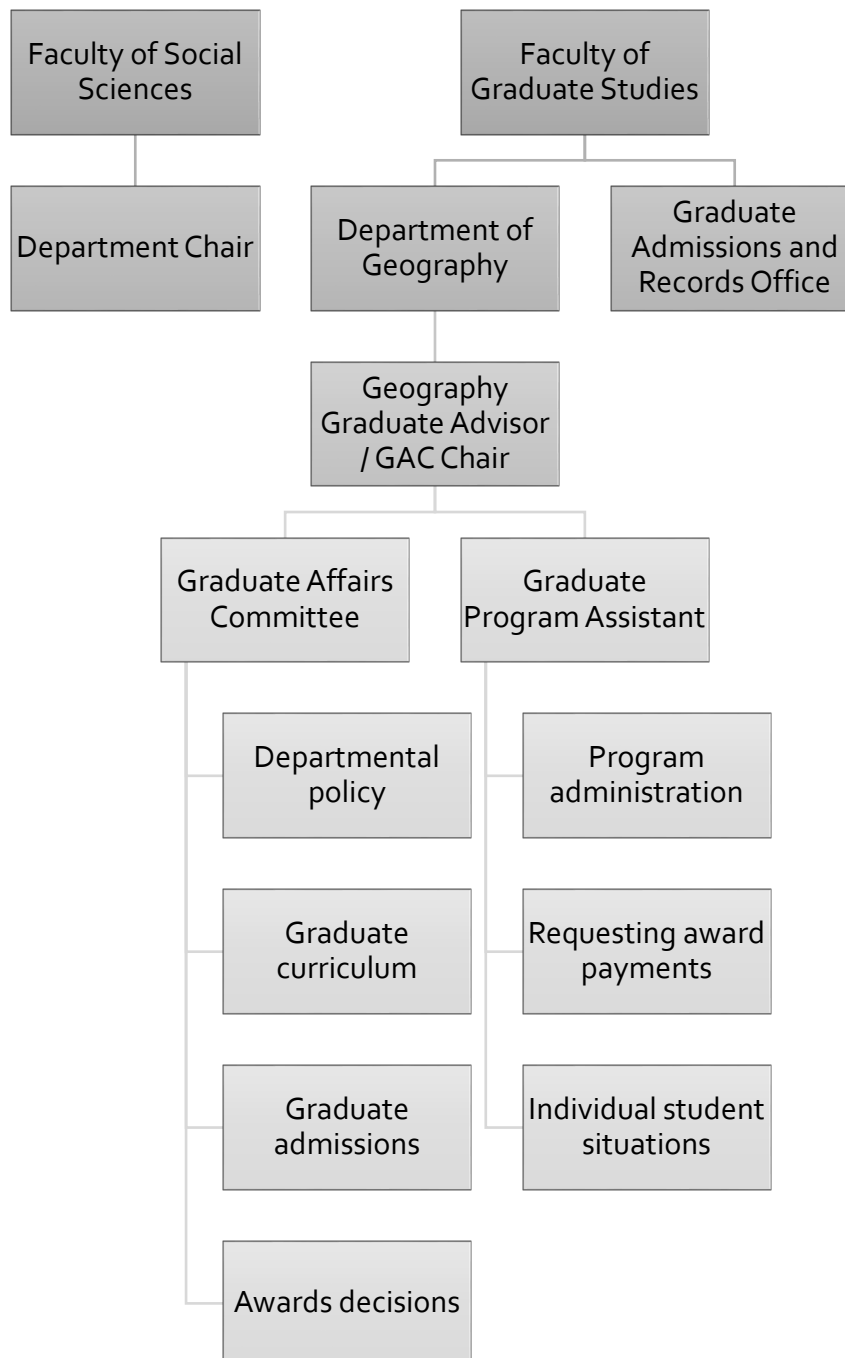 Faculty of Social
Sciences
Faculty of
Graduate Studies
Department Chair
Department of
Geography
Graduate
Admissions and
Records Office
Geography
Graduate Advisor
/ GAC Chair
Graduate Affairs
Committee
Graduate
Program Assistant
Departmental
policy
Program
administration
Graduate
curriculum
Requesting award
payments
Graduate
admissions
Individual student
situations
Awards decisions